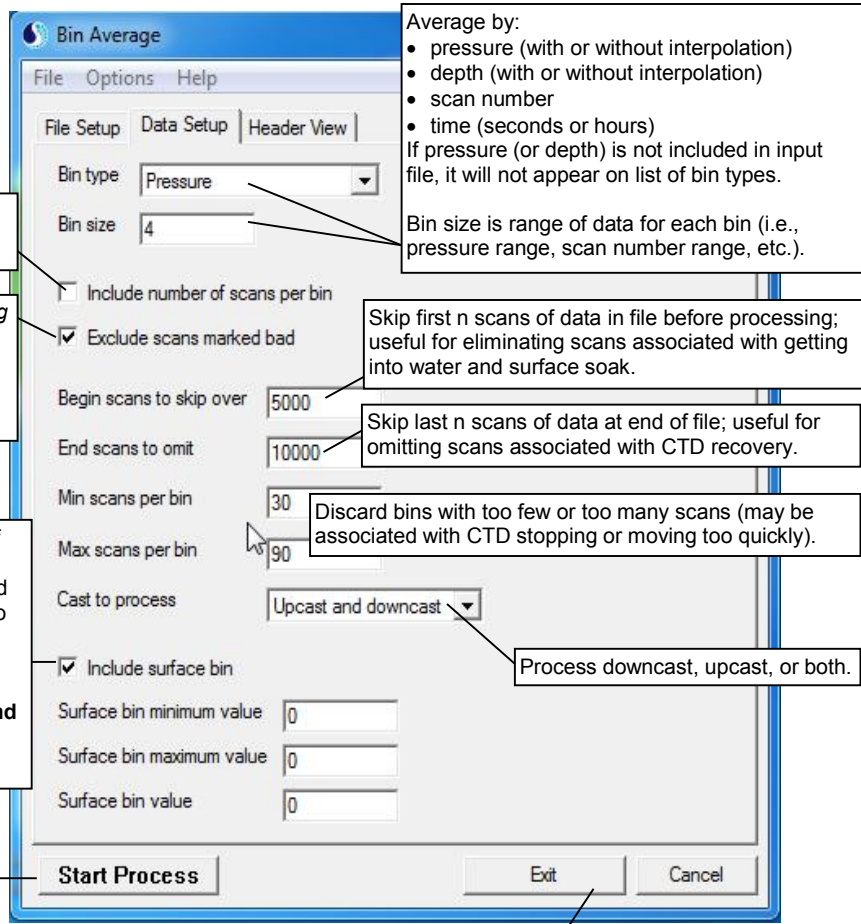 Bin Average
File Options Help
File Setup Data Setup Header View
Bin type Pressure
Bin size 4
Average by:
• pressure (with or without interpolation)
• depth (with or without interpolation)
• scan number
• time (seconds or hours)
If pressure (or depth) is not included in input
file, it will not appear on list of bin types.
Bin size is range of data for each bin (i.e.,
pressure range, scan number range, etc.).
Include number of scans per bin
g
Exclude scans marked bad
Skip first n scans of data in file before processing;
useful for eliminating scans associated with getting
into water and surface soak.
Begin scans to skip over 5000
Skip last n scans of data at end of file; useful for
omitting scans associated with CTD recovery.
End scans to omit 10000
Min scans per bin 30
Discard bins with too few or too many scans (may be
associated with CTD stopping or moving too quickly).
Max scans per bin 90
Cast to process Upcast and downcast
Process downcast, upcast, or both.
Include surface bin
Surface bin minimum value 0
Surface bin maximum value 0
Surface bin value 0
Start Process Exit Cancel